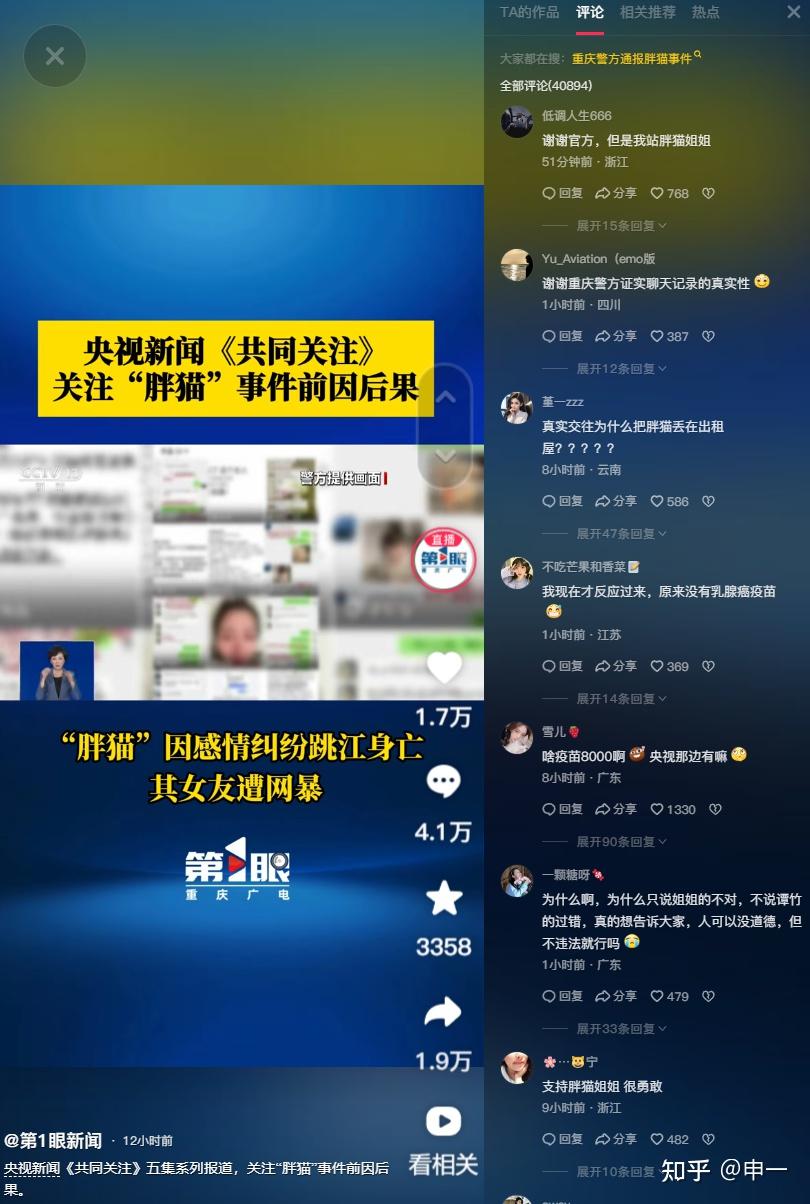 TA的作品 评论 相关推荐 热点
大家都在搜：重庆警方通报胖猫事件
全部评论(40894)
低调人生666
谢谢官方，但是我站胖猫姐姐
51分钟前·浙江
回复 分享 768
展开15条回复
Yu_Aviation（emo版
谢谢重庆警方证实聊天记录的真实性
1小时前·四川
回复 分享 387
展开12条回复
堇一zzz
真实交往为什么把胖猫丢在出租
屋？？？？？
8小时前·云南
回复 分享 586
展开47条回复
不吃芒果和香菜
我现在才反应过来，原来没有乳腺癌疫苗
1小时前·江苏
回复 分享 369
展开14条回复
雪儿
啥疫苗8000啊 央视那边有嘛
8小时前·广东
回复 分享 1330
展开90条回复
一颗糖呀
为什么啊，为什么只说姐姐的不对，不说谭竹
的过错，真的想告诉大家，人可以没道德，但
不违法就行吗
1小时前·广东
回复 分享 479
展开33条回复
宁
支持胖猫姐姐 很勇敢
9小时前·浙江
回复 分享 482
展开10条回复
央视新闻《共同关注》
关注“胖猫”事件前因后果
CCTV 13
警方提供画面
直播
第1眼
“胖猫”因感情纠纷跳江身亡
其女友遭网暴
第1眼
重庆广电
1.7万
4.1万
3358
1.9万
看相关
@第1眼新闻 · 12小时前
央视新闻《共同关注》五集系列报道，关注“胖猫”事件前因后
果。
知乎 @申一